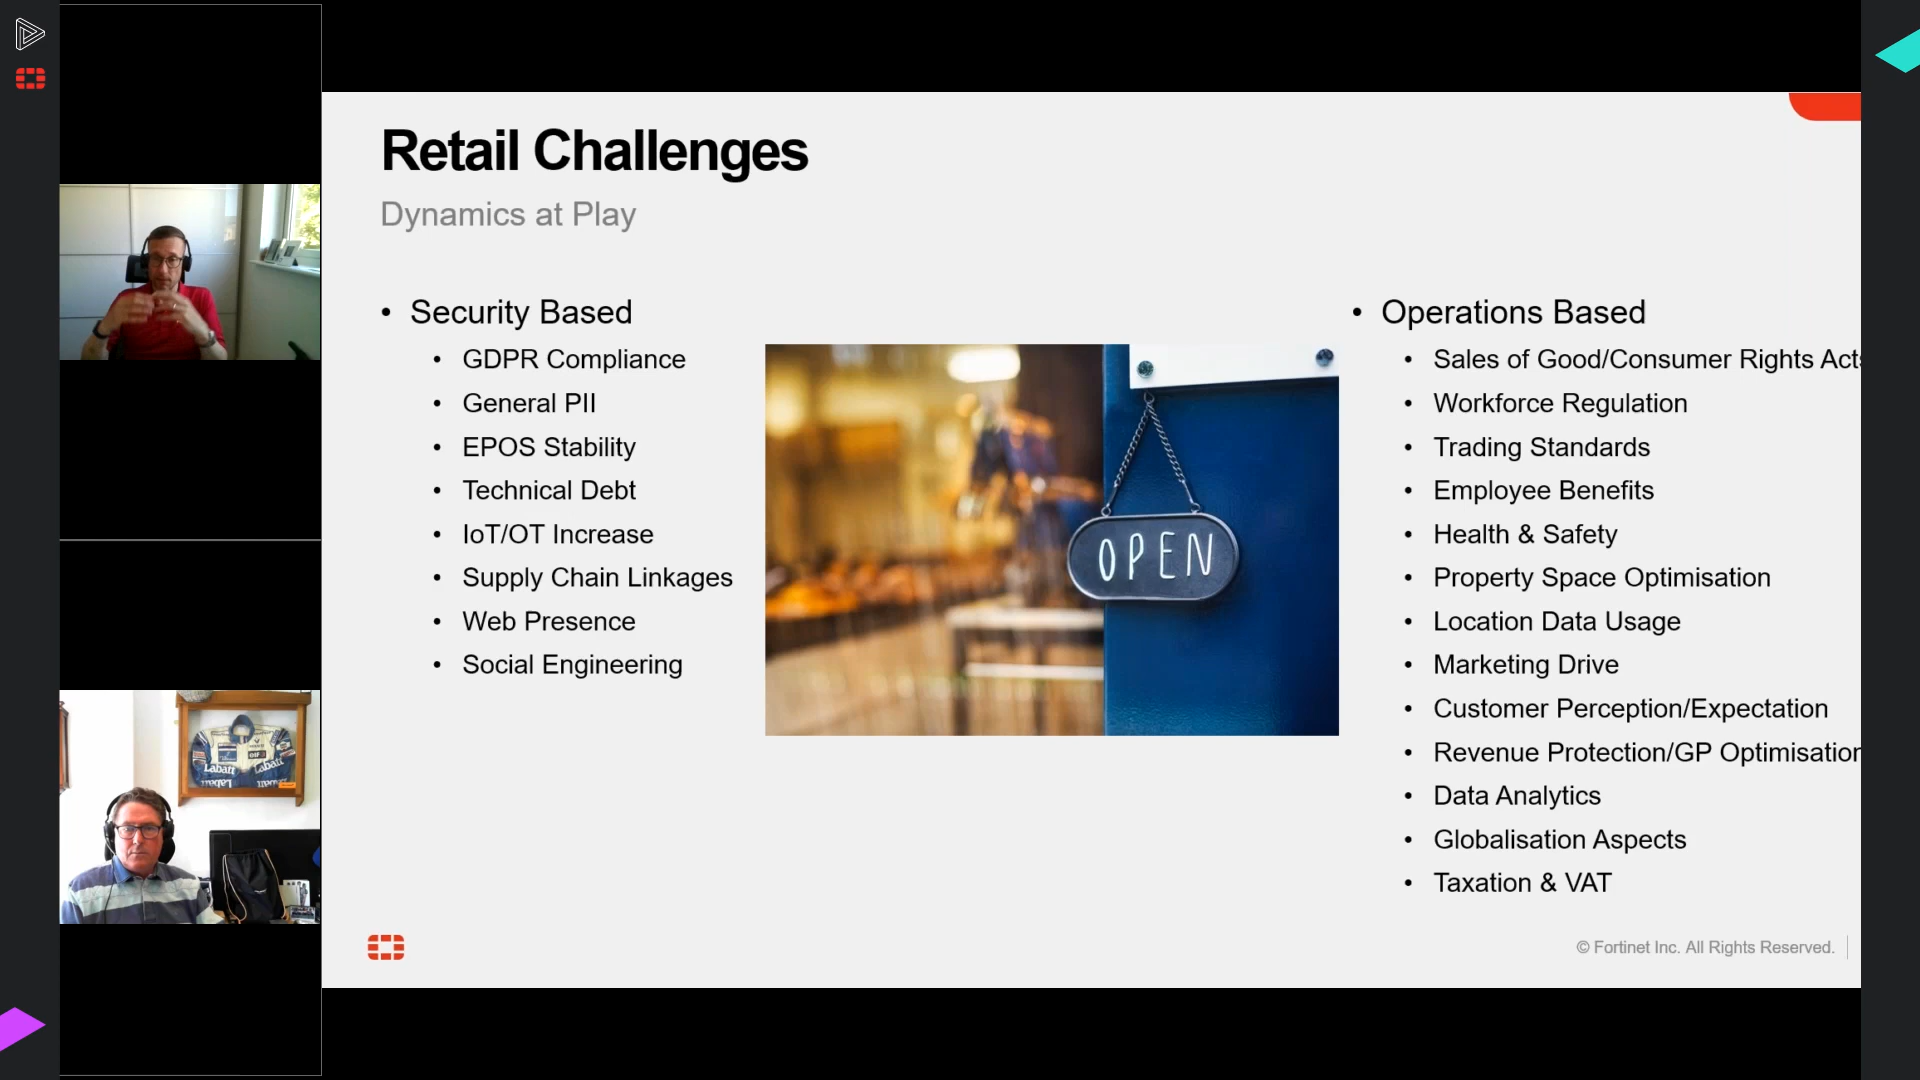 Retail Challenges
Dynamics at Play
• Security Based
• GDPR Compliance
• General PII
• EPOS Stability
• Technical Debt
• IoT/OT Increase
• Supply Chain Linkages
• Web Presence
• Social Engineering
OPEN
• Operations Based
• Sales of Good/Consumer Rights Acts
• Workforce Regulation
• Trading Standards
• Employee Benefits
• Health & Safety
• Property Space Optimisation
• Location Data Usage
• Marketing Drive
• Customer Perception/Expectation
• Revenue Protection/GP Optimisation
• Data Analytics
• Globalisation Aspects
• Taxation & VAT
© Fortinet Inc. All Rights Reserved.
Labatt Labatt